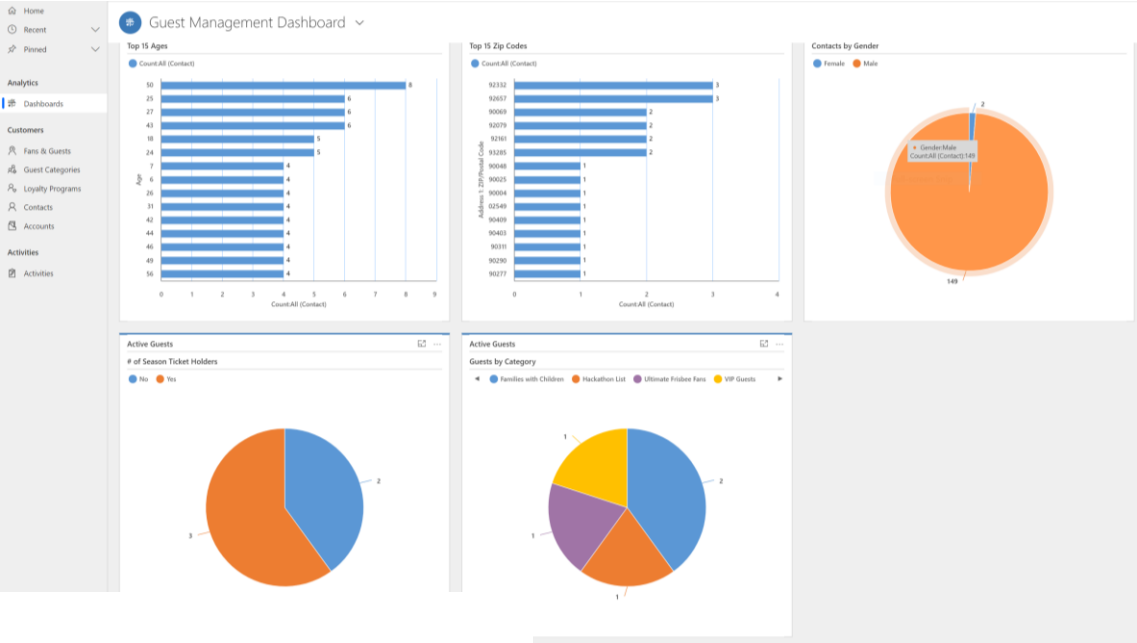 Home
Recent
Pinned
Analytics
Dashboards
Customers
Fans & Guests
Guest Categories
Loyalty Programs
Contacts
Accounts
Activities
Activities
Guest Management Dashboard
Top 15 Ages
Count:All (Contact)
50 8
25 6
27 6
43 6
18 5
24 5
7 4
6 4
26 4
31 4
42 4
44 4
46 4
49 4
56 4
Age
0 1 2 3 4 5 6 7 8 9
Count:All (Contact)
Top 15 Zip Codes
Count:All (Contact)
92332 3
92657 3
90069 2
92079 2
92161 2
93285 2
90048 1
90025 1
90004 1
02549 1
90409 1
90403 1
90311 1
90290 1
90277 1
Address 1: ZIP/Postal Code
0 1 2 3 4
Count:All (Contact)
Contacts by Gender
Female Male
2
Gender:Male
Count:All (Contact):149
149
Active Guests
# of Season Ticket Holders
No Yes
2
3
Active Guests
Guests by Category
Families with Children Hackathon List Ultimate Frisbee Fans VIP Guests
1
2
1
1